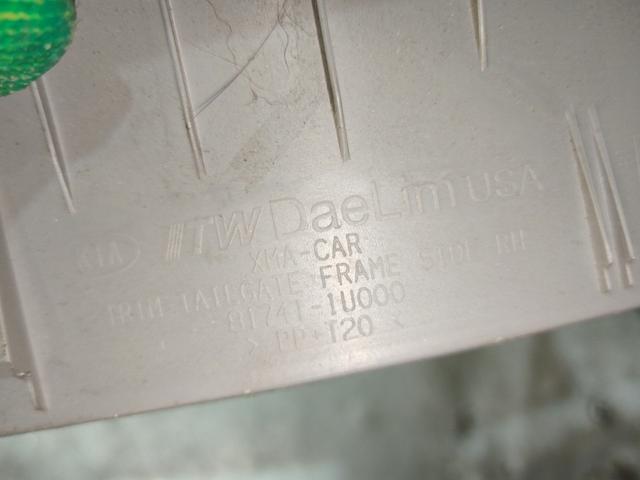 KIA ITW DaeLim USA
XMA-CAR
TRIM-TAILGATE FRAME SIDE RH
81741-1U000
> PP+T20 <